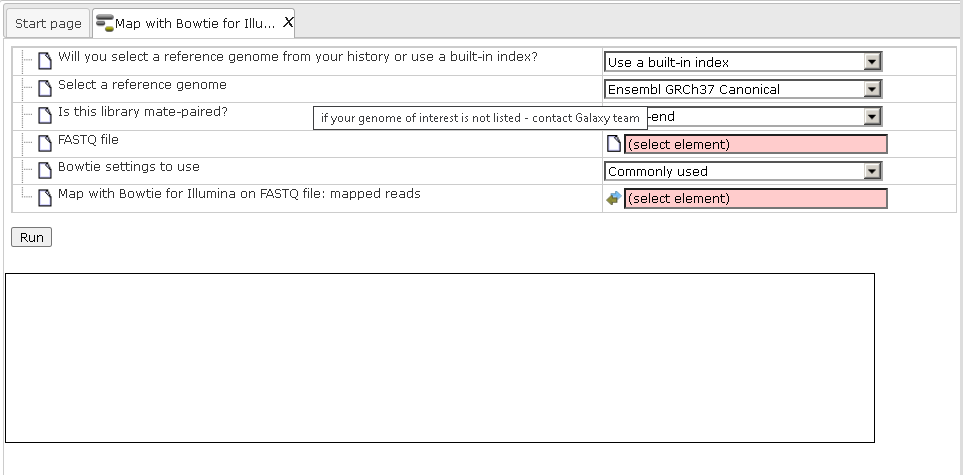 Start page
Map with Bowtie for Illu... X
Will you select a reference genome from your history or use a built-in index?
Use a built-in index
Select a reference genome
Ensembl GRCh37 Canonical
Is this library mate-paired?
if your genome of interest is not listed - contact Galaxy team
-end
FASTQ file
(select element)
Bowtie settings to use
Commonly used
Map with Bowtie for Illumina on FASTQ file: mapped reads
(select element)
Run